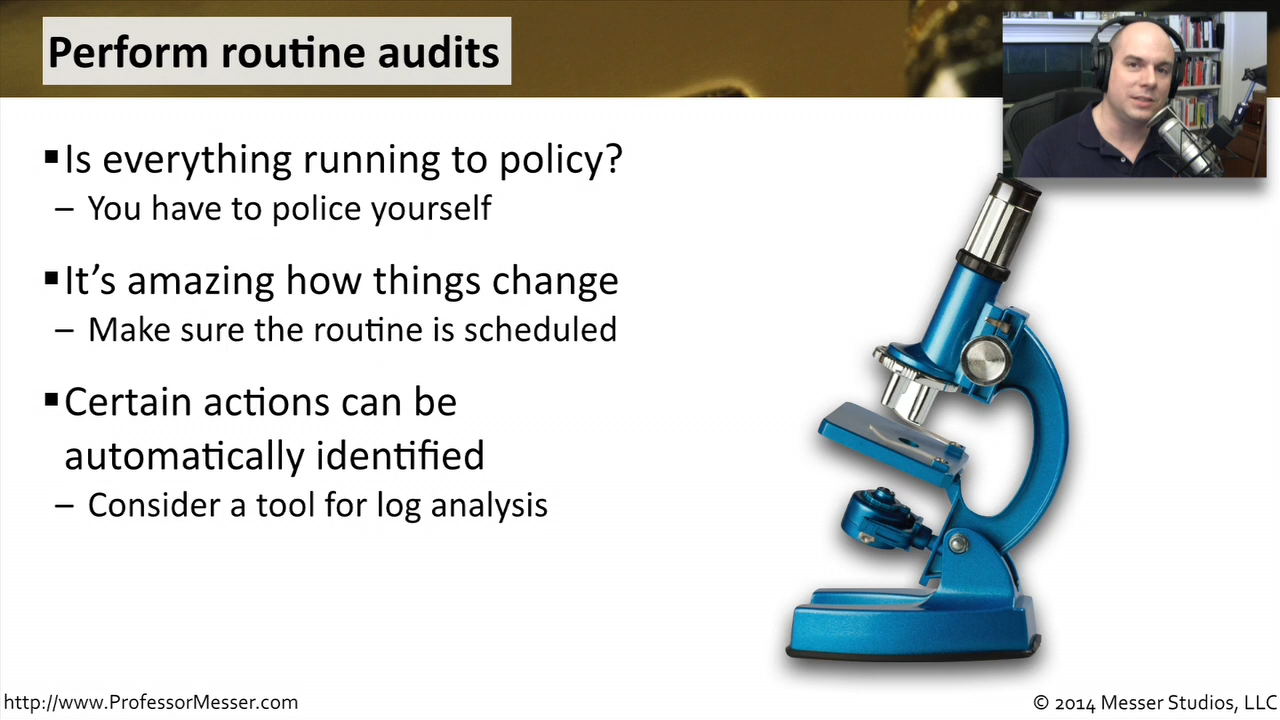 Perform routine audits
▪Is everything running to policy?
– You have to police yourself
▪It’s amazing how things change
– Make sure the routine is scheduled
▪Certain actions can be
automatically identified
– Consider a tool for log analysis
http://www.ProfessorMesser.com
© 2014 Messer Studios, LLC